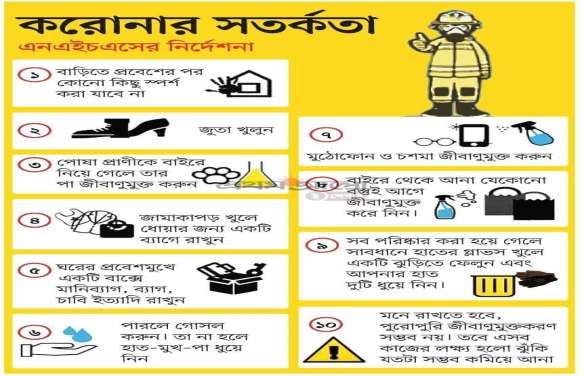 করোনার সতর্কতা
এনএইচএসের নির্দেশনা
১
বাড়িতে প্রবেশের পর
কোনো কিছু স্পর্শ
করা যাবে না
২
জুতা খুলুন
৩
পোষা প্রাণীকে বাইরে
নিয়ে গেলে তার
পা জীবাণুমুক্ত করুন
৪
জামাকাপড় খুলে
ধোয়ার জন্য একটি
ব্যাগে রাখুন
৫
ঘরের প্রবেশমুখে
একটি বাক্সে
মানিব্যাগ, ব্যাগ,
চাবি ইত্যাদি রাখুন
৬
পারলে গোসল
করুন। তা না হলে
হাত-মুখ-পা ধুয়ে
নিন
৭
মুঠোফোন ও চশমা জীবাণুমুক্ত করুন
৮
বাইরে থেকে আনা যেকোনো
বস্তুই আগে
জীবাণুমুক্ত
করে নিন।
৯
সব পরিষ্কার করা হয়ে গেলে
সাবধানে হাতের গ্লাভস খুলে
একটি ঝুড়িতে ফেলুন এবং
আপনার হাত
দুটি ধুয়ে নিন।
১০
মনে রাখতে হবে,
পুরোপুরি জীবাণুমুক্তকরণ
সম্ভব নয়। তবে এসব
কাজের লক্ষ্য হলো ঝুঁকি
যতটা সম্ভব কমিয়ে আনা